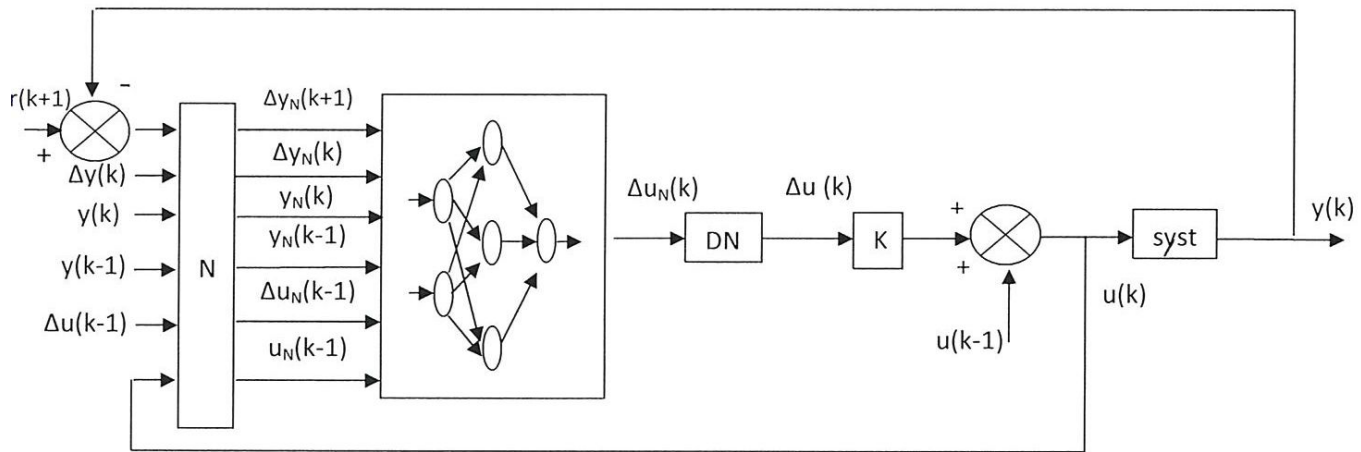 -
r(k+1)
+
Δy(k)
y(k)
y(k-1)
Δu(k-1)
N
Δy_N(k+1)
Δy_N(k)
y_N(k)
y_N(k-1)
Δu_N(k-1)
u_N(k-1)
Δu_N(k)
DN
Δu (k)
K
+
+
u(k-1)
u(k)
syst
y(k)